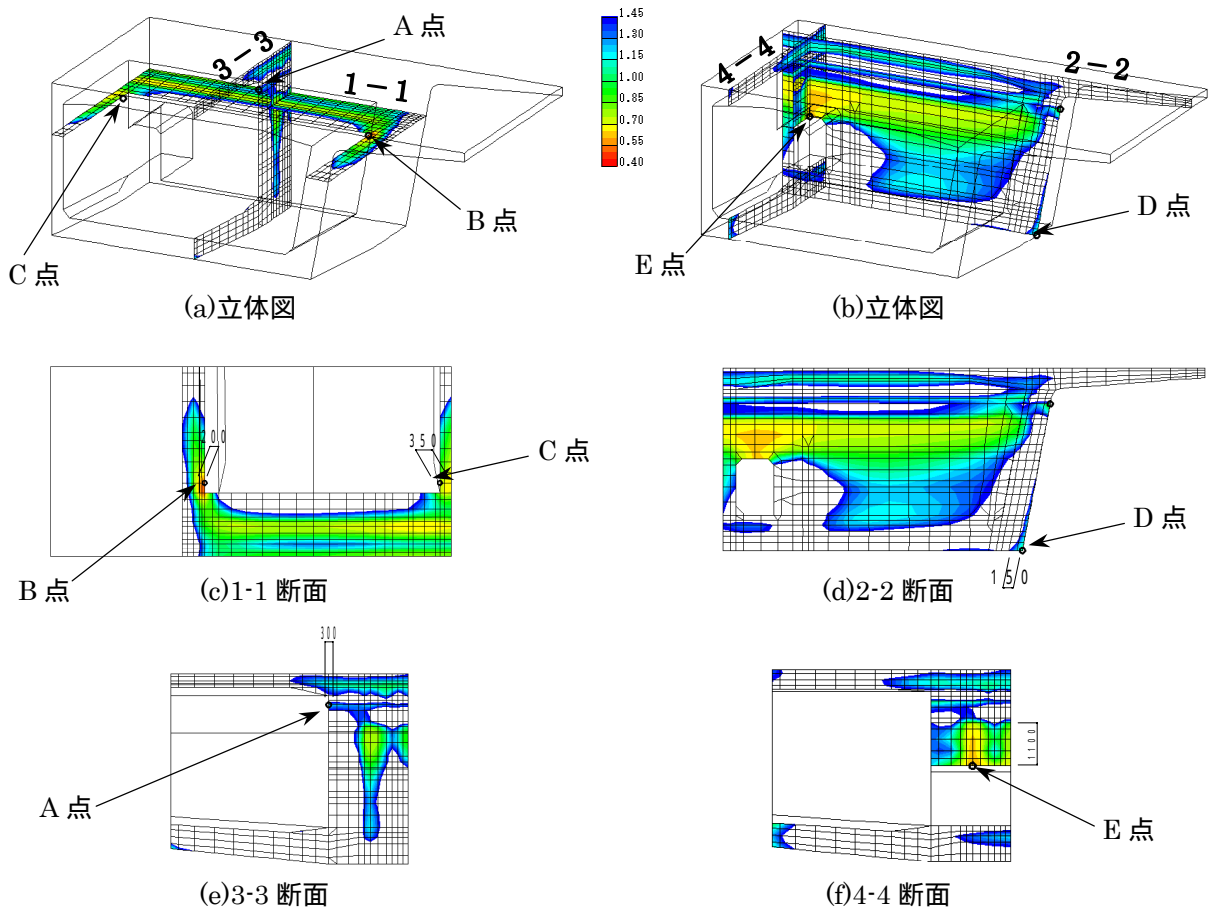 A 点
3－3
1－1
B 点
C 点
(a)立体図
1.45
1.30
1.15
1.00
0.85
0.70
0.55
0.40
4－4
2－2
D 点
E 点
(b)立体図
200
350
C 点
B 点
(c)1-1 断面
D 点
150
(d)2-2 断面
300
A 点
(e)3-3 断面
1100
E 点
(f)4-4 断面